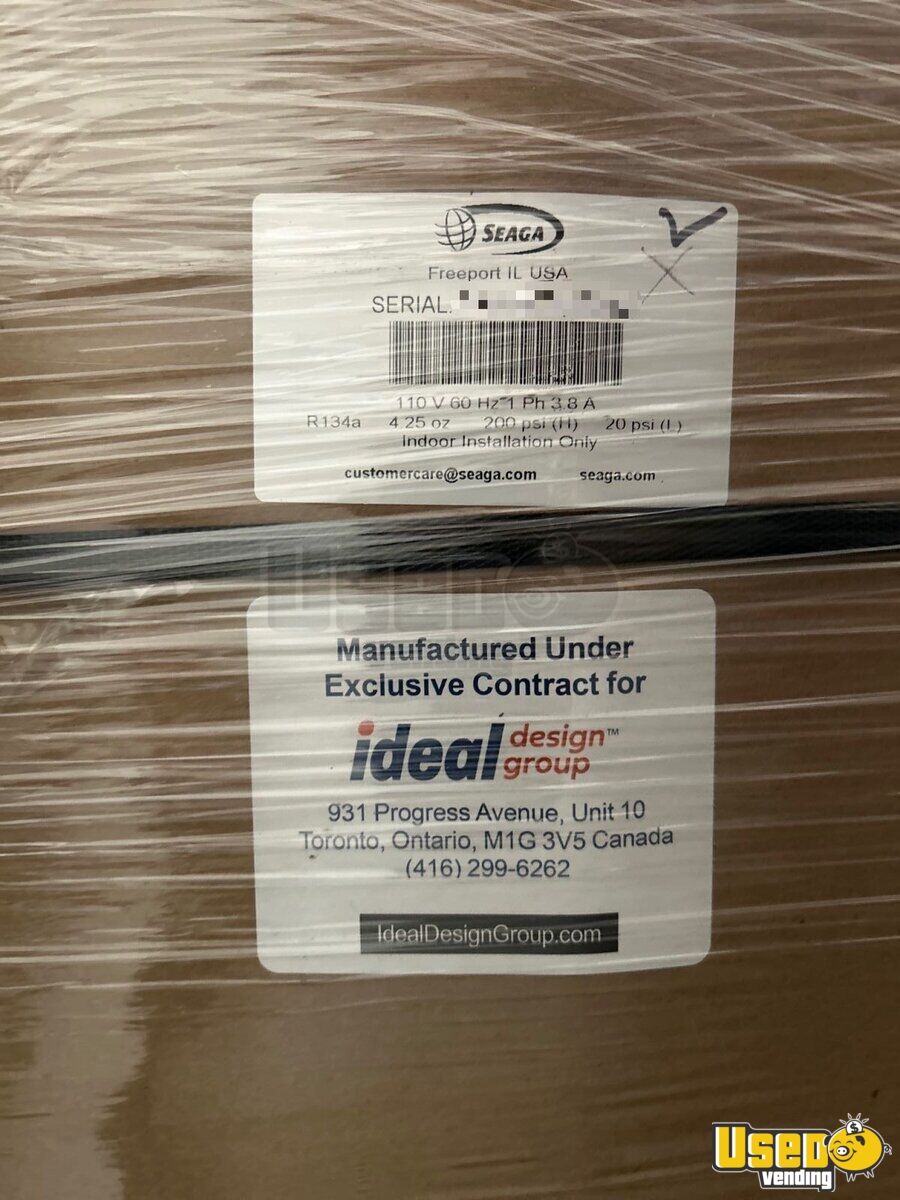 SEAGA
Freeport IL USA
SERIAL:
110 V 60 Hz 1 Ph 3.8 A
R134a 4.25 oz 200 psi (H) 20 psi (L)
Indoor Installation Only
customercare@seaga.com seaga.com
USED
Manufactured Under
Exclusive Contract for
ideal design group™
931 Progress Avenue, Unit 10
Toronto, Ontario, M1G 3V5 Canada
(416) 299-6262
IdealDesignGroup.com
USED
vending